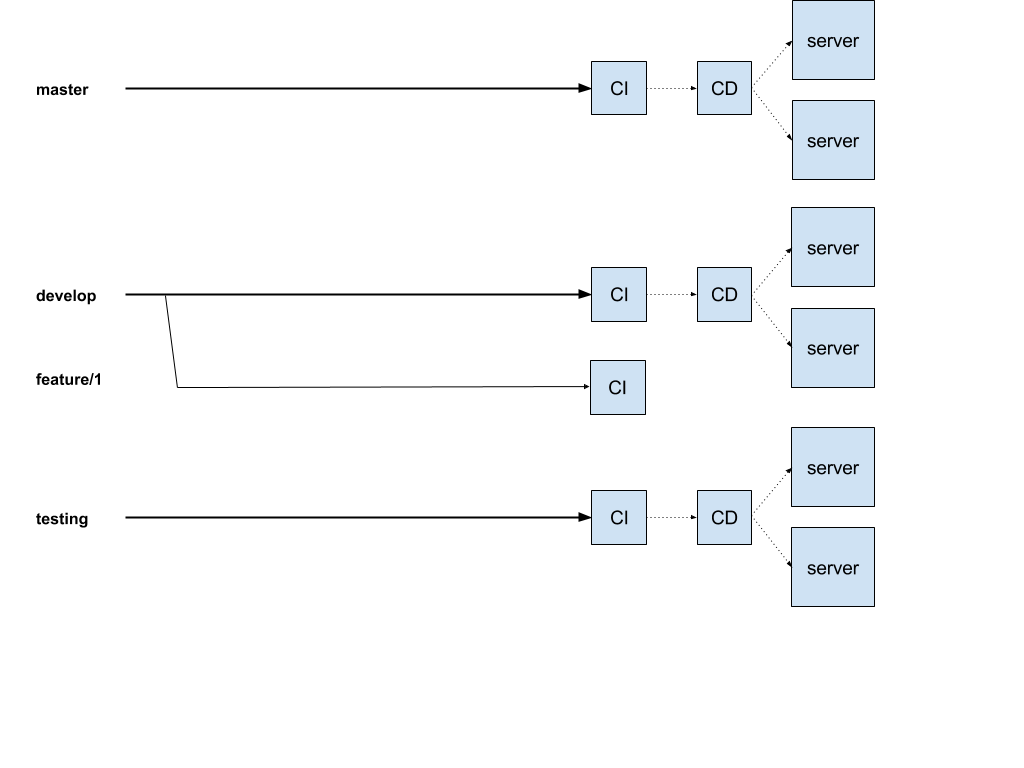 server
master
CI
CD
server
server
develop
CI
CD
server
feature/1
CI
server
testing
CI
CD
server